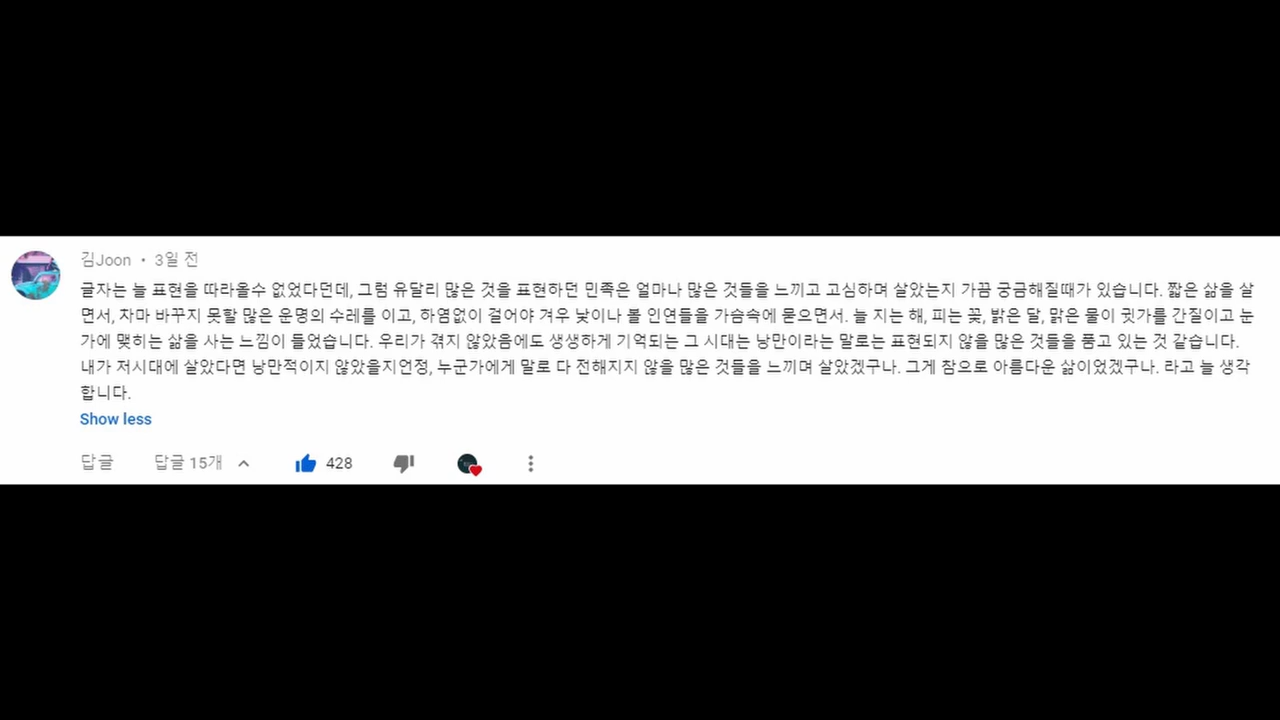 김Joon • 3일 전
글자는 늘 표현을 따라올수 없었다던데, 그럼 유달리 많은 것을 표현하던 민족은 얼마나 많은 것들을 느끼고 고심하며 살았는지 가끔 궁금해질때가 있습니다. 짧은 삶을 살
면서, 차마 바꾸지 못할 많은 운명의 수레를 이고, 하염없이 걸어야 겨우 낯이나 볼 인연들을 가슴속에 묻으면서. 늘 지는 해, 피는 꽃, 밝은 달, 맑은 물이 귓가를 간질이고 눈
가에 맺히는 삶을 사는 느낌이 들었습니다. 우리가 겪지 않았음에도 생생하게 기억되는 그 시대는 낭만이라는 말로는 표현되지 않을 많은 것들을 품고 있는 것 같습니다.
내가 저시대에 살았다면 낭만적이지 않았을지언정, 누군가에게 말로 다 전해지지 않을 많은 것들을 느끼며 살았겠구나. 그게 참으로 아름다운 삶이었겠구나. 라고 늘 생각
합니다.
Show less
답글 답글 15개 428